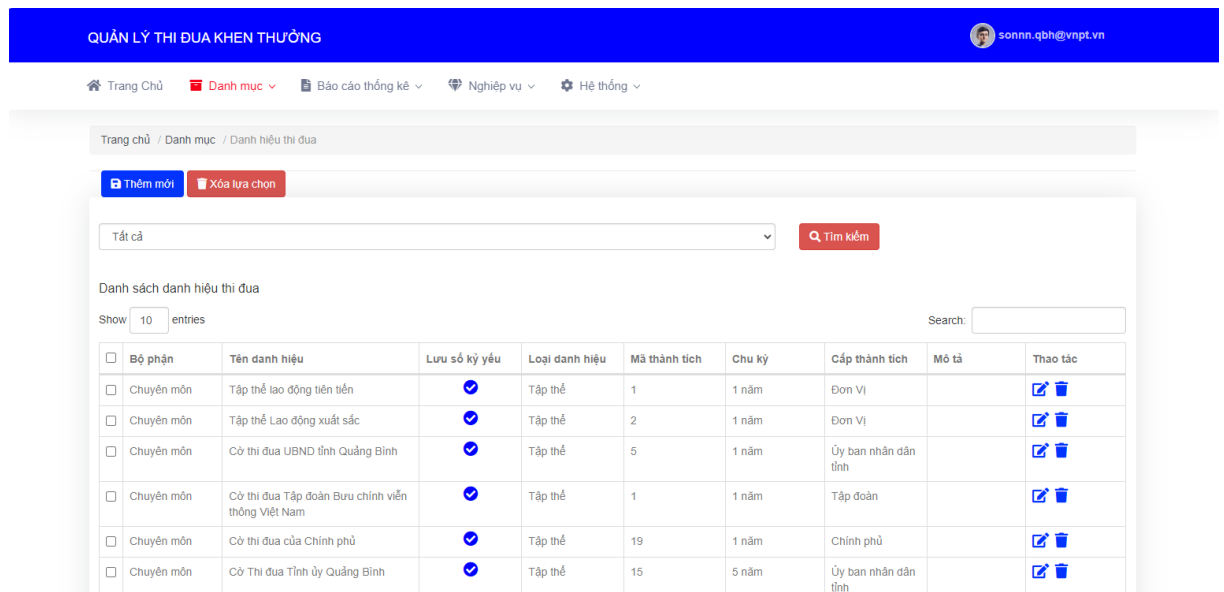 QUẢN LÝ THI ĐUA KHEN THƯỞNG
sonnn.qbh@vnpt.vn
Trang Chủ Danh mục Báo cáo thống kê Nghiệp vụ Hệ thống
Trang chủ / Danh mục / Danh hiệu thi đua
Thêm mới Xóa lựa chọn
Tất cả Tìm kiếm
Danh sách danh hiệu thi đua
Show 10 entries Search:
Bộ phận Tên danh hiệu Lưu số kỷ yếu Loại danh hiệu Mã thành tích Chu kỳ Cấp thành tích Mô tả Thao tác
Chuyên môn Tập thể lao động tiên tiến Tập thể 1 1 năm Đơn Vị
Chuyên môn Tập thể Lao động xuất sắc Tập thể 2 1 năm Đơn Vị
Chuyên môn Cờ thi đua UBND tỉnh Quảng Bình Tập thể 5 1 năm Ủy ban nhân dân
tỉnh
Chuyên môn Cờ thi đua Tập đoàn Bưu chính viễn Tập thể 1 1 năm Tập đoàn
thông Việt Nam
Chuyên môn Cờ thi đua của Chính phủ Tập thể 19 1 năm Chính phủ
Chuyên môn Cờ Thi đua Tỉnh ủy Quảng Bình Tập thể 15 5 năm Ủy ban nhân dân
tỉnh